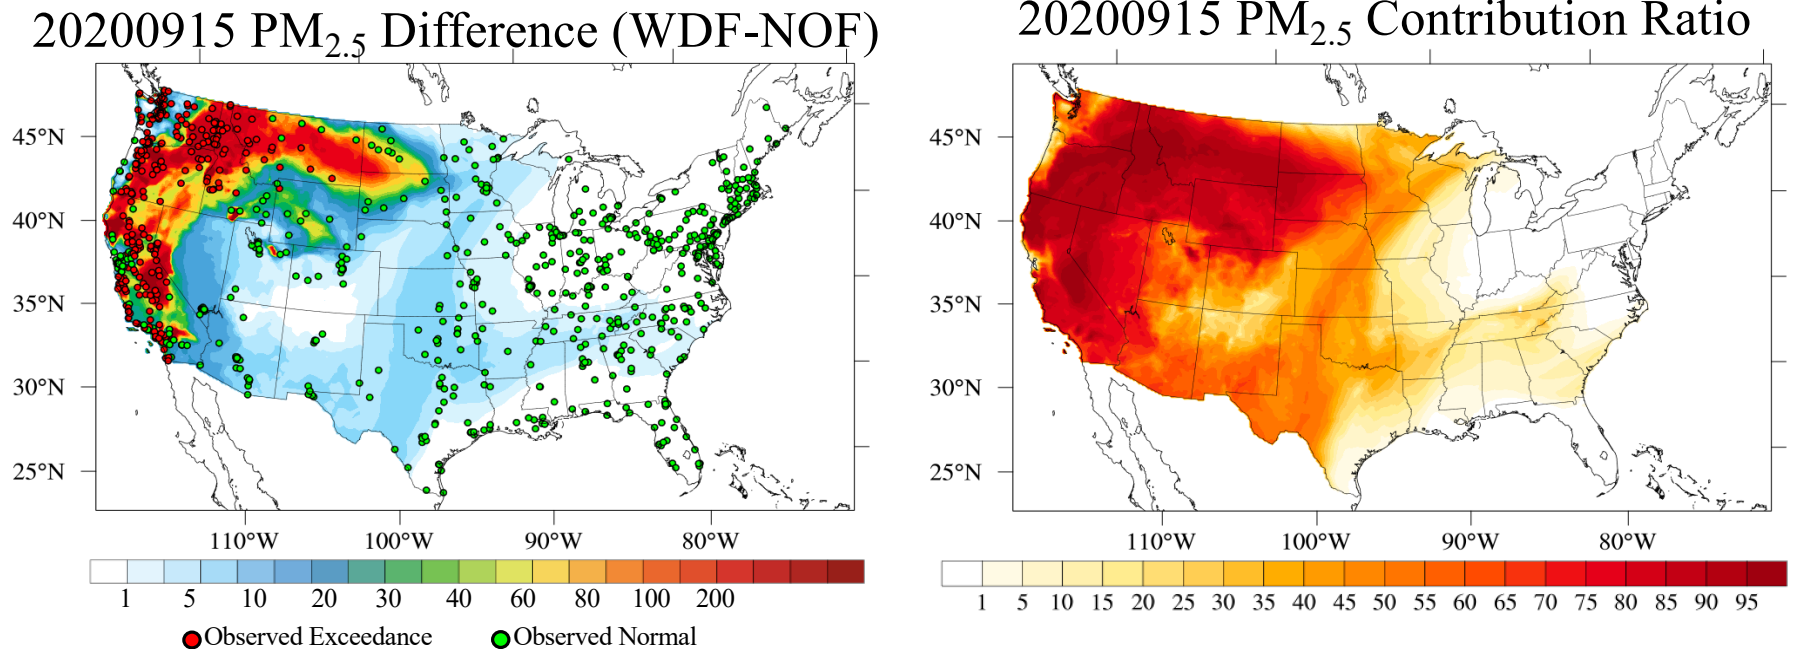 20200915 PM2.5 Difference (WDF-NOF)
45°N
40°N
35°N
30°N
25°N
110°W 100°W 90°W 80°W
1 5 10 20 30 40 60 80 100 200
Observed Exceedance Observed Normal
20200915 PM2.5 Contribution Ratio
45°N
40°N
35°N
30°N
25°N
110°W 100°W 90°W 80°W
1 5 10 15 20 25 30 35 40 45 50 55 60 65 70 75 80 85 90 95